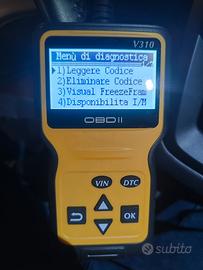 V310
Menù di diagnostica
1)Leggere Codice
2)Eliminare Codice
3)Visual FreezeFram
4)Disponibilita I/M
OBDII
VIN
DTC
OK
subito